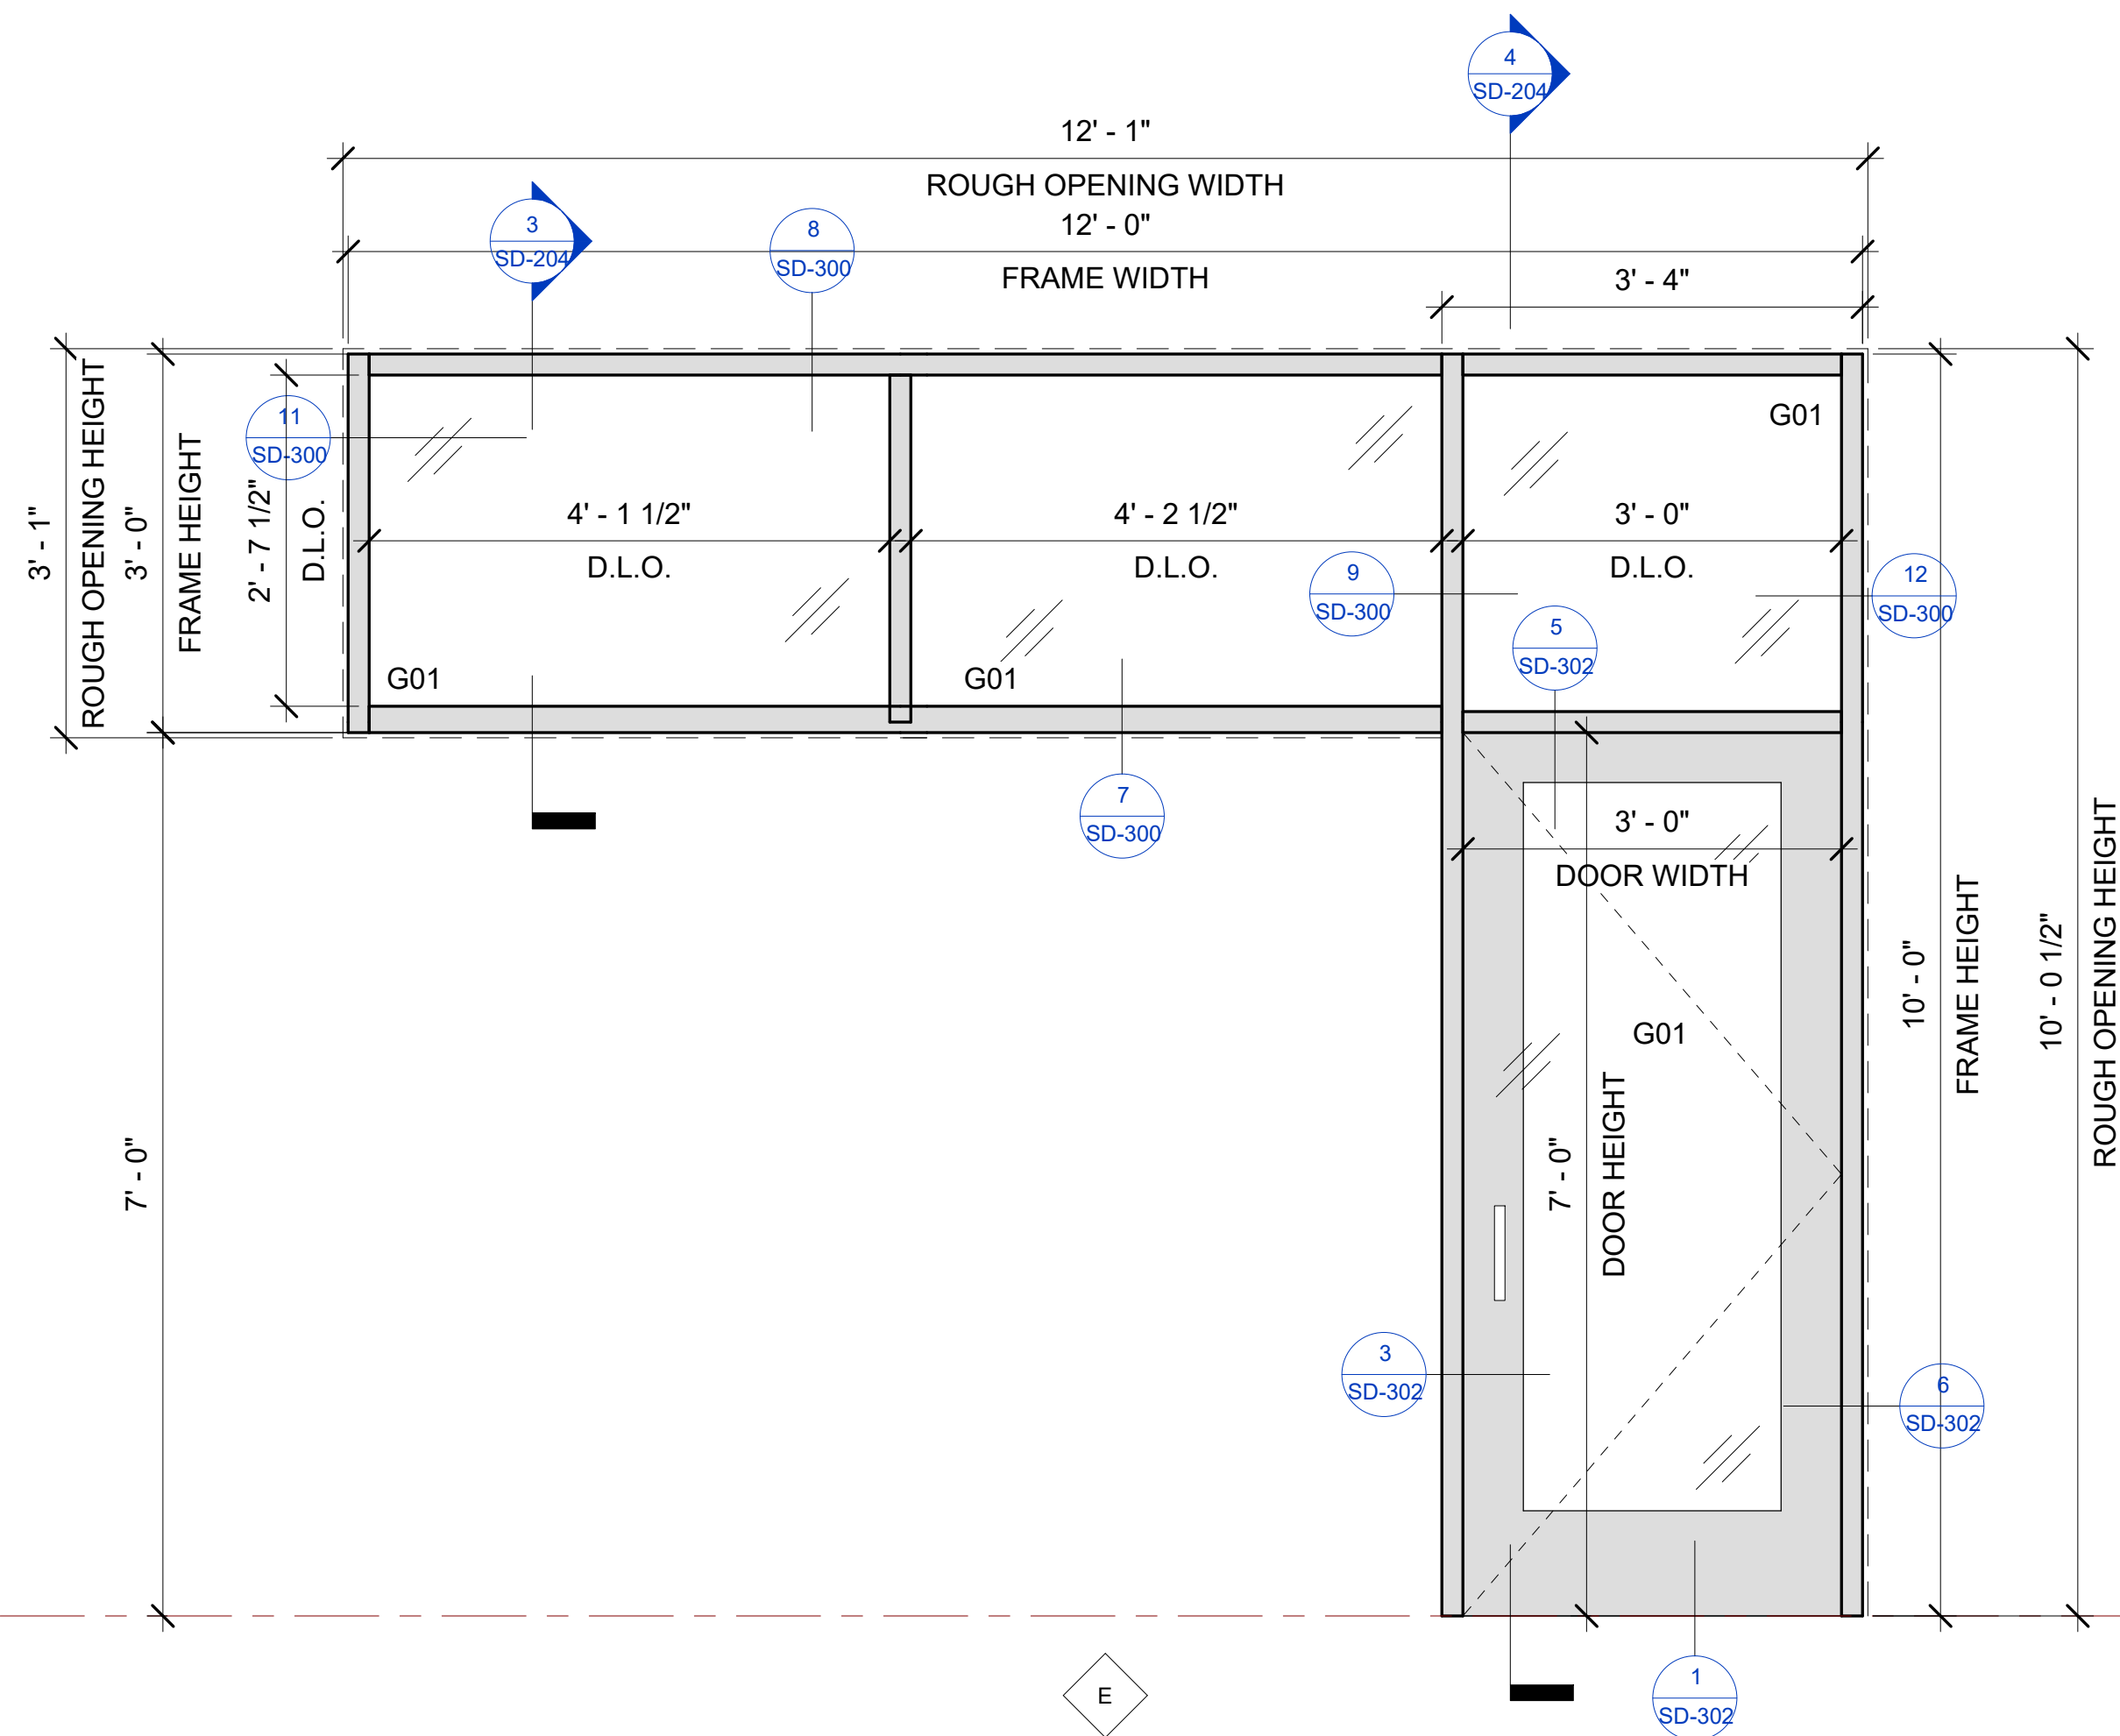 4
SD-204
12' - 1"
ROUGH OPENING WIDTH
12' - 0"
FRAME WIDTH
3
SD-204
8
SD-300
3' - 4"
3' - 1"
ROUGH OPENING HEIGHT
3' - 0"
FRAME HEIGHT
2' - 7 1/2"
D.L.O.
11
SD-300
G01
4' - 1 1/2"
D.L.O.
4' - 2 1/2"
D.L.O.
3' - 0"
D.L.O.
9
SD-300
12
SD-300
5
SD-302
G01
G01
7
SD-300
3' - 0"
DOOR WIDTH
G01
7' - 0"
DOOR HEIGHT
7' - 0"
10' - 0"
FRAME HEIGHT
10' - 0 1/2"
ROUGH OPENING HEIGHT
3
SD-302
6
SD-302
E
1
SD-302